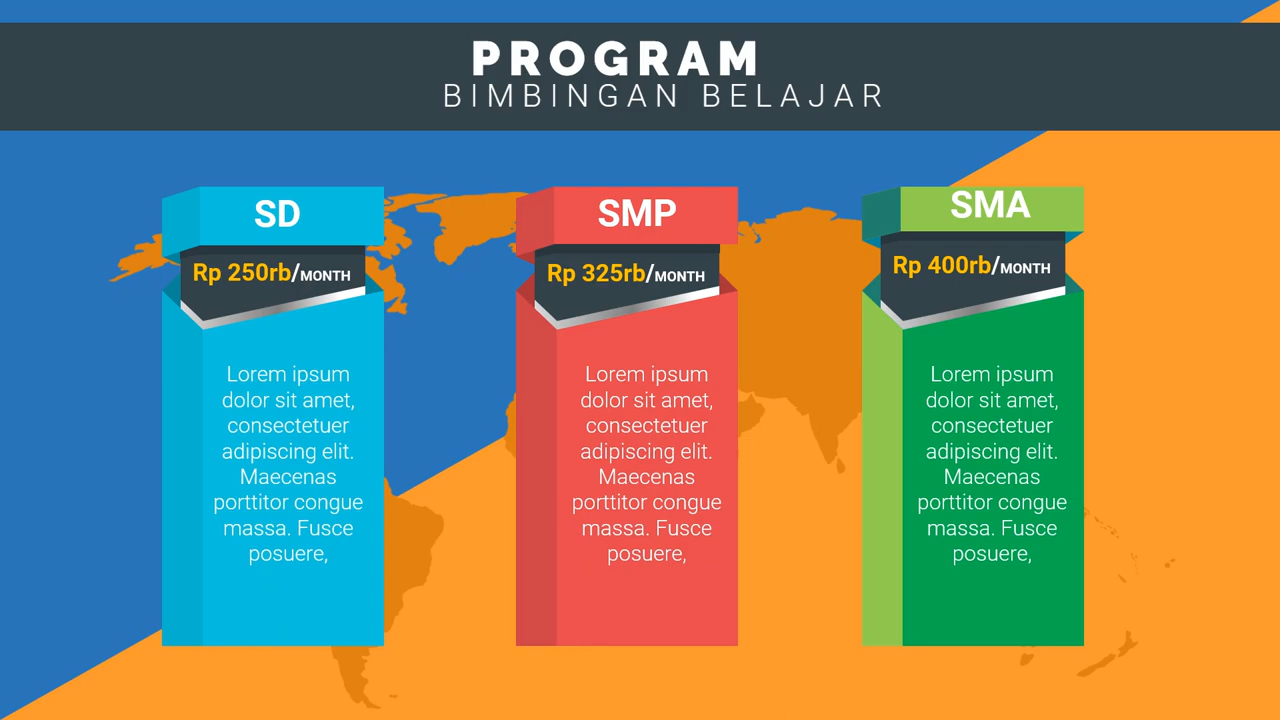 PROGRAM
BIMBINGAN BELAJAR
SD
Rp 250rb/MONTH
Lorem ipsum
dolor sit amet,
consectetuer
adipiscing elit.
Maecenas
porttitor congue
massa. Fusce
posuere,
SMP
Rp 325rb/MONTH
Lorem ipsum
dolor sit amet,
consectetuer
adipiscing elit.
Maecenas
porttitor congue
massa. Fusce
posuere,
SMA
Rp 400rb/MONTH
Lorem ipsum
dolor sit amet,
consectetuer
adipiscing elit.
Maecenas
porttitor congue
massa. Fusce
posuere,